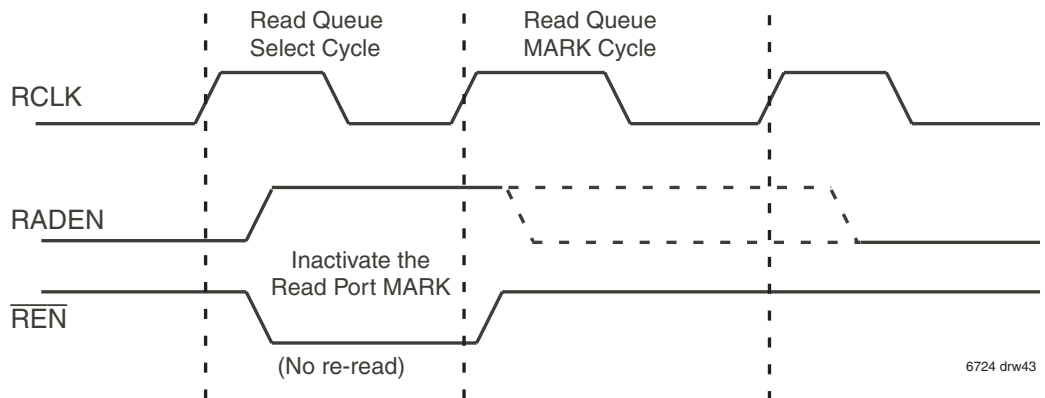 Read Queue
Select Cycle
Read Queue
MARK Cycle
RCLK
RADEN
Inactivate the
Read Port MARK
REN
(No re-read)
6724 drw43